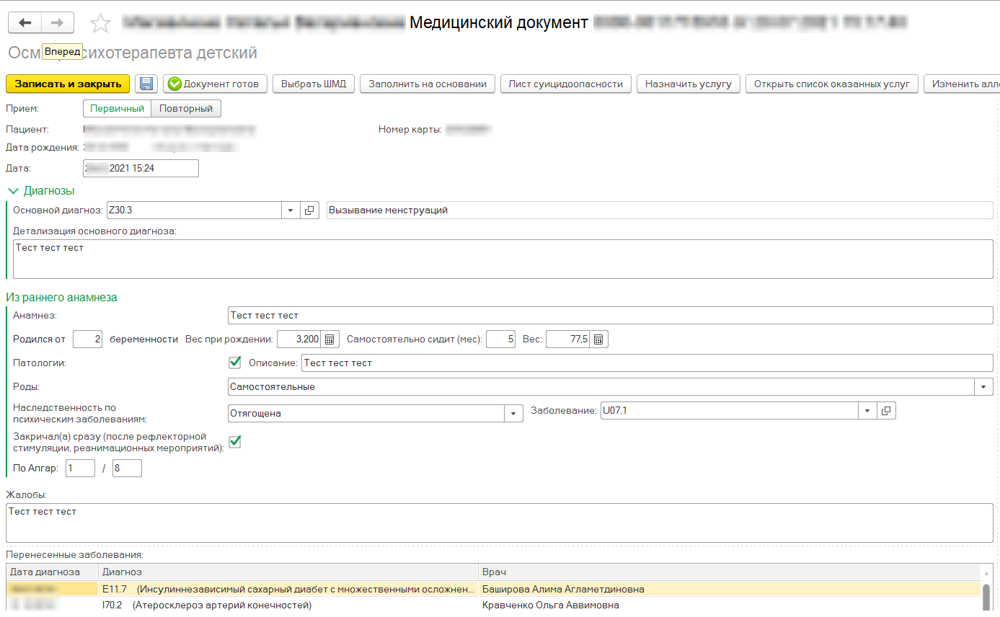 Медицинский документ
Осм
Вперед
сихотерапевта детский
Записать и закрыть
Документ готов
Выбрать ШМД
Заполнить на основании
Лист суицидоопасности
Назначить услугу
Открыть список оказанных услуг
Изменить алле
Прием: Первичный Повторный
Пациент: Номер карты:
Дата рождения:
Дата: 2021 15:24
Диагнозы
Основной диагноз: Z30.3 Вызывание менструаций
Детализация основного диагноза:
Тест тест тест
Из раннего анамнеза
Анамнез: Тест тест тест
Родился от 2 беременности Вес при рождении: 3,200 Самостоятельно сидит (мес): 5 Вес: 77,5
Патологии: Описание: Тест тест тест
Роды: Самостоятельные
Наследственность по
психическим заболеваниям: Отягощена Заболевание: U07.1
Закричал(а) сразу (после рефлекторной
стимуляции, реанимационных мероприятий):
По Апгар: 1 / 8
Жалобы:
Тест тест тест
Перенесенные заболевания:
Дата диагноза Диагноз Врач
E11.7 (Инсулиннезависимый сахарный диабет с множественными осложнен... Баширова Алима Агламетдиновна
I70.2 (Атеросклероз артерий конечностей) Кравченко Ольга Аввимовна